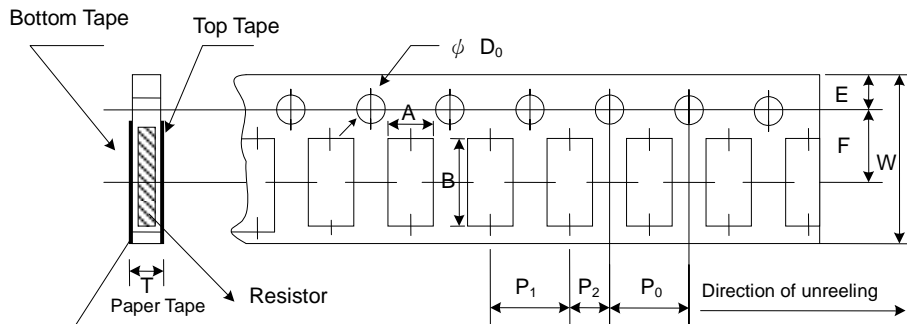 Bottom Tape
Top Tape
ψ D₀
A
B
E
F
W
T
Paper Tape
Resistor
P₁
P₂
P₀
Direction of unreeling